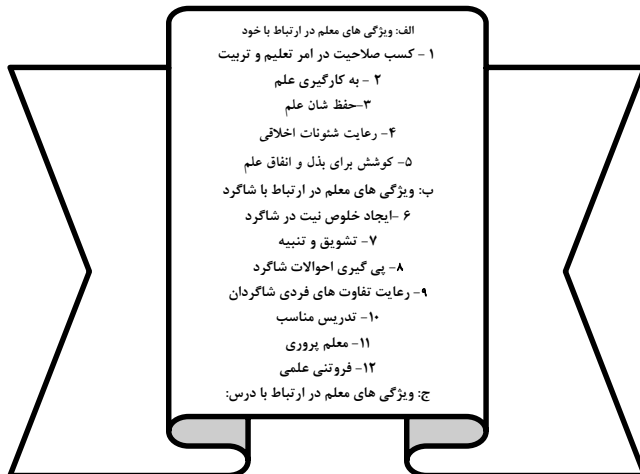 الف: ویژگی های معلم در ارتباط با خود
۱ - کسب صلاحیت در امر تعلیم و تربیت
۲ - به کارگیری علم
۳-حفظ شان علم
۴- رعایت شئونات اخلاقی
۵- کوشش برای بذل و انفاق علم
ب: ویژگی های معلم در ارتباط با شاگرد
۶ -ایجاد خلوص نیت در شاگرد
۷- تشویق و تنبیه
۸- پی گیری احوالات شاگرد
۹- رعایت تفاوت های فردی شاگردان
۱۰- تدریس مناسب
۱۱- معلم پروری
۱۲- فروتنی علمی
ج: ویژگی های معلم در ارتباط با درس: